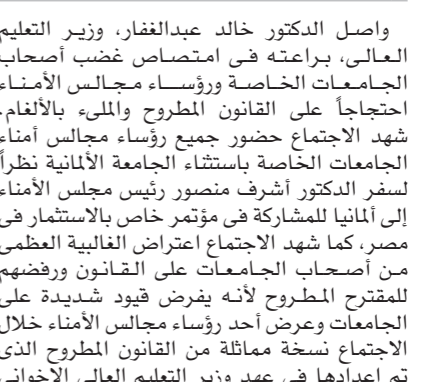 واصل الدكتور خالد عبدالغفار، وزير التعليم
العالى، براعته فى امتصاص غضب أصحاب
الجامعات الخاصة ورؤساء مجالس الأمناء
احتجاجاً على القانون المطروح والملىء بالألغام.
شهد الاجتماع حضور جميع رؤساء مجالس أمناء
الجامعات الخاصة باستثناء الجامعة الألمانية نظراً
لسفر الدكتور أشرف منصور رئيس مجلس الأمناء
إلى ألمانيا للمشاركة فى مؤتمر خاص بالاستثمار فى
مصر، كما شهد الاجتماع اعتراض الغالبية العظمى
من أصحاب الجامعات على القانون ورفضهم
للمقترح المطروح لأنه يفرض قيود شديدة على
الجامعات وعرض أحد رؤساء مجالس الأمناء خلال
الاجتماع نسخة مماثلة من القانون المطروح الذى
تم إعدادها فى عهد وزير التعليم العالى الإخوانى